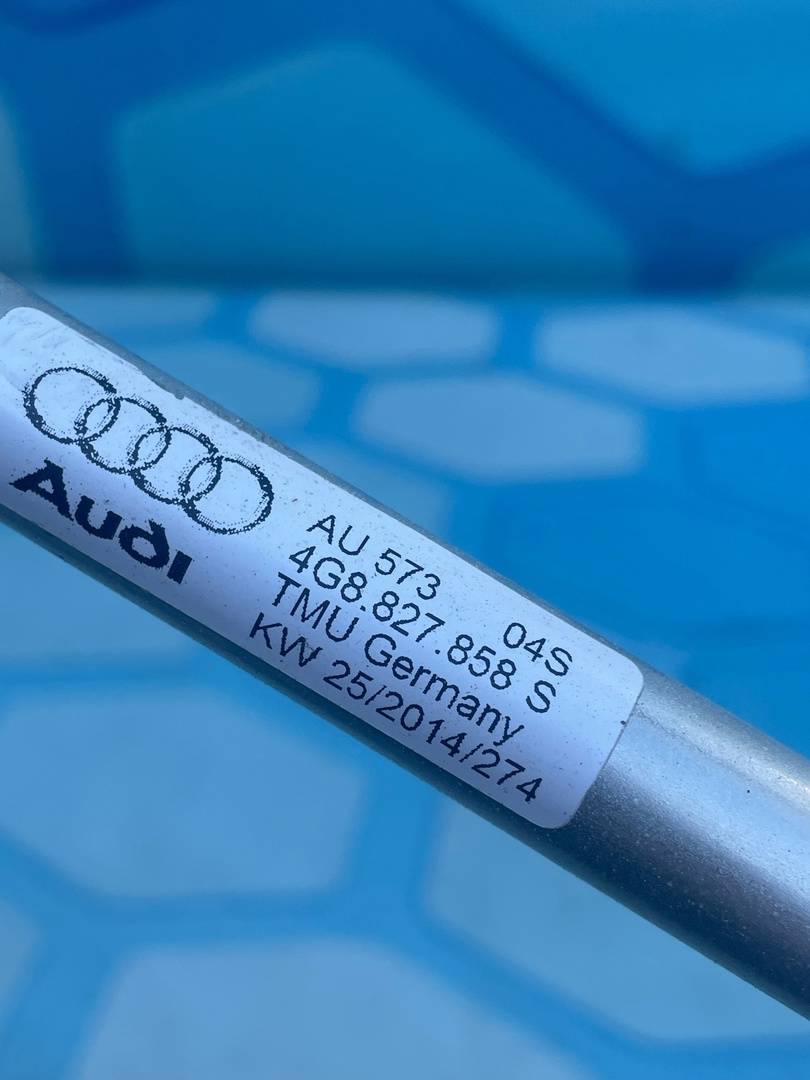 Audi
AU 573 04S
4G8.827.858 S
TMU Germany
KW 25/2014/274